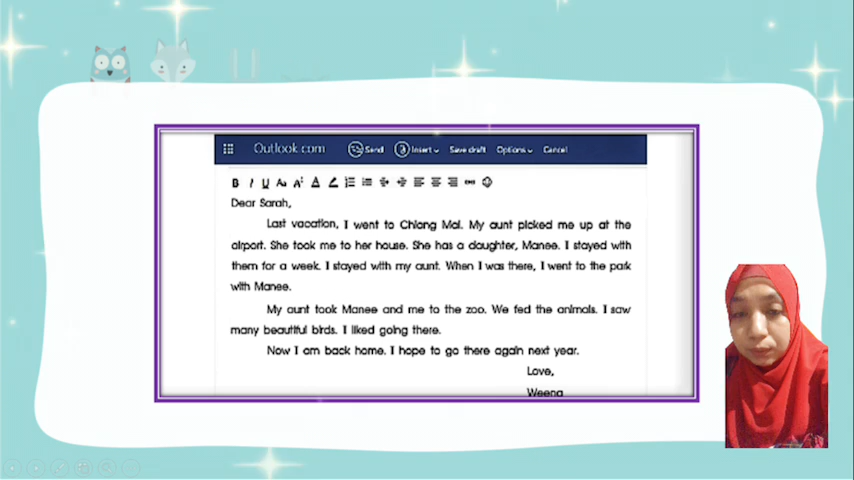 Outlook.com Send Insert Save draft Options Cancel
B I U Aa A A
Dear Sarah,
Last vacation, I went to Chiang Mai. My aunt picked me up at the
airport. She took me to her house. She has a daughter, Manee. I stayed with
them for a week. I stayed with my aunt. When I was there, I went to the park
with Manee.
My aunt took Manee and me to the zoo. We fed the animals. I saw
many beautiful birds. I liked going there.
Now I am back home. I hope to go there again next year.
Love,
Weena